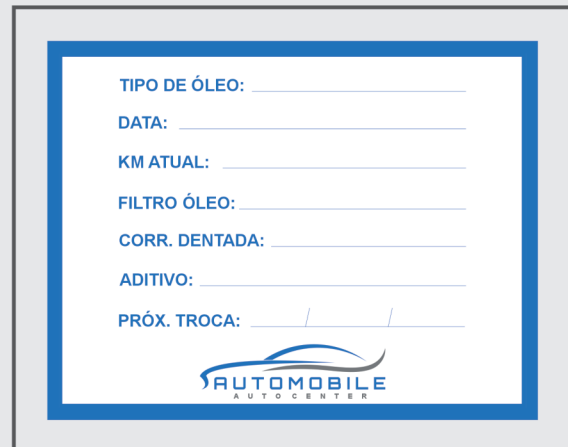 TIPO DE ÓLEO:
DATA:
KM ATUAL:
FILTRO ÓLEO:
CORR. DENTADA:
ADITIVO:
PRÓX. TROCA: / /
AUTOMOBILE
AUTO CENTER